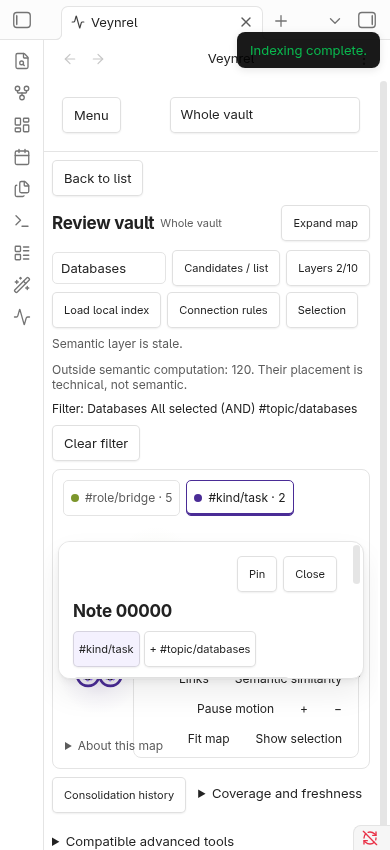 Veynrel
Indexing complete.
Veyn
Menu
Whole vault
Back to list
Review vault Whole vault
Expand map
Databases
Candidates / list
Layers 2/10
Load local index
Connection rules
Selection
Semantic layer is stale.
Outside semantic computation: 120. Their placement is
technical, not semantic.
Filter: Databases All selected (AND) #topic/databases
Clear filter
#role/bridge · 5
#kind/task · 2
Pin
Close
Note 00000
#kind/task
+ #topic/databases
Links
Semantic similarity
Pause motion
+
−
Fit map
Show selection
▶ About this map
Consolidation history
▶ Coverage and freshness
▶ Compatible advanced tools